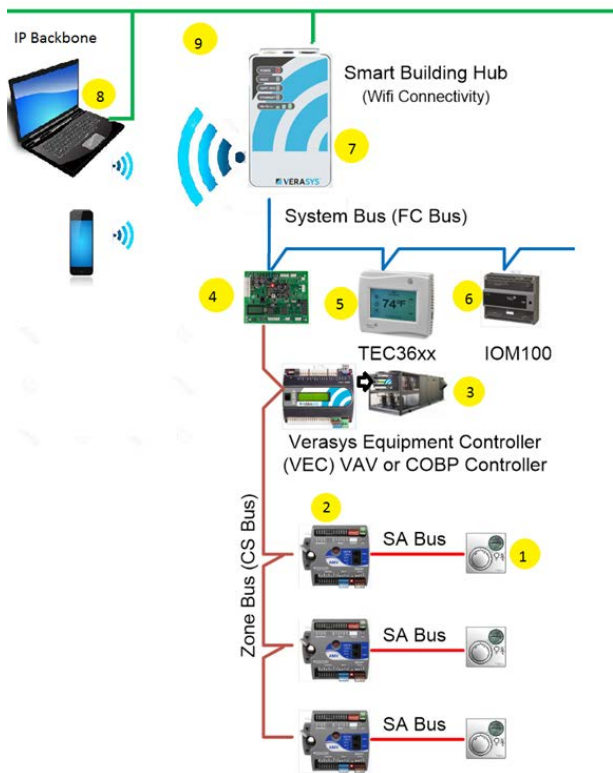 IP Backbone
9
8
Smart Building Hub
(Wifi Connectivity)
7
VERASYS
System Bus (FC Bus)
4
5
74°F
6
TEC36xx
IOM100
3
VERASYS
Verasys Equipment Controller
(VEC) VAV or COBP Controller
Zone Bus (CS Bus)
2
SA Bus
1
SA Bus
SA Bus